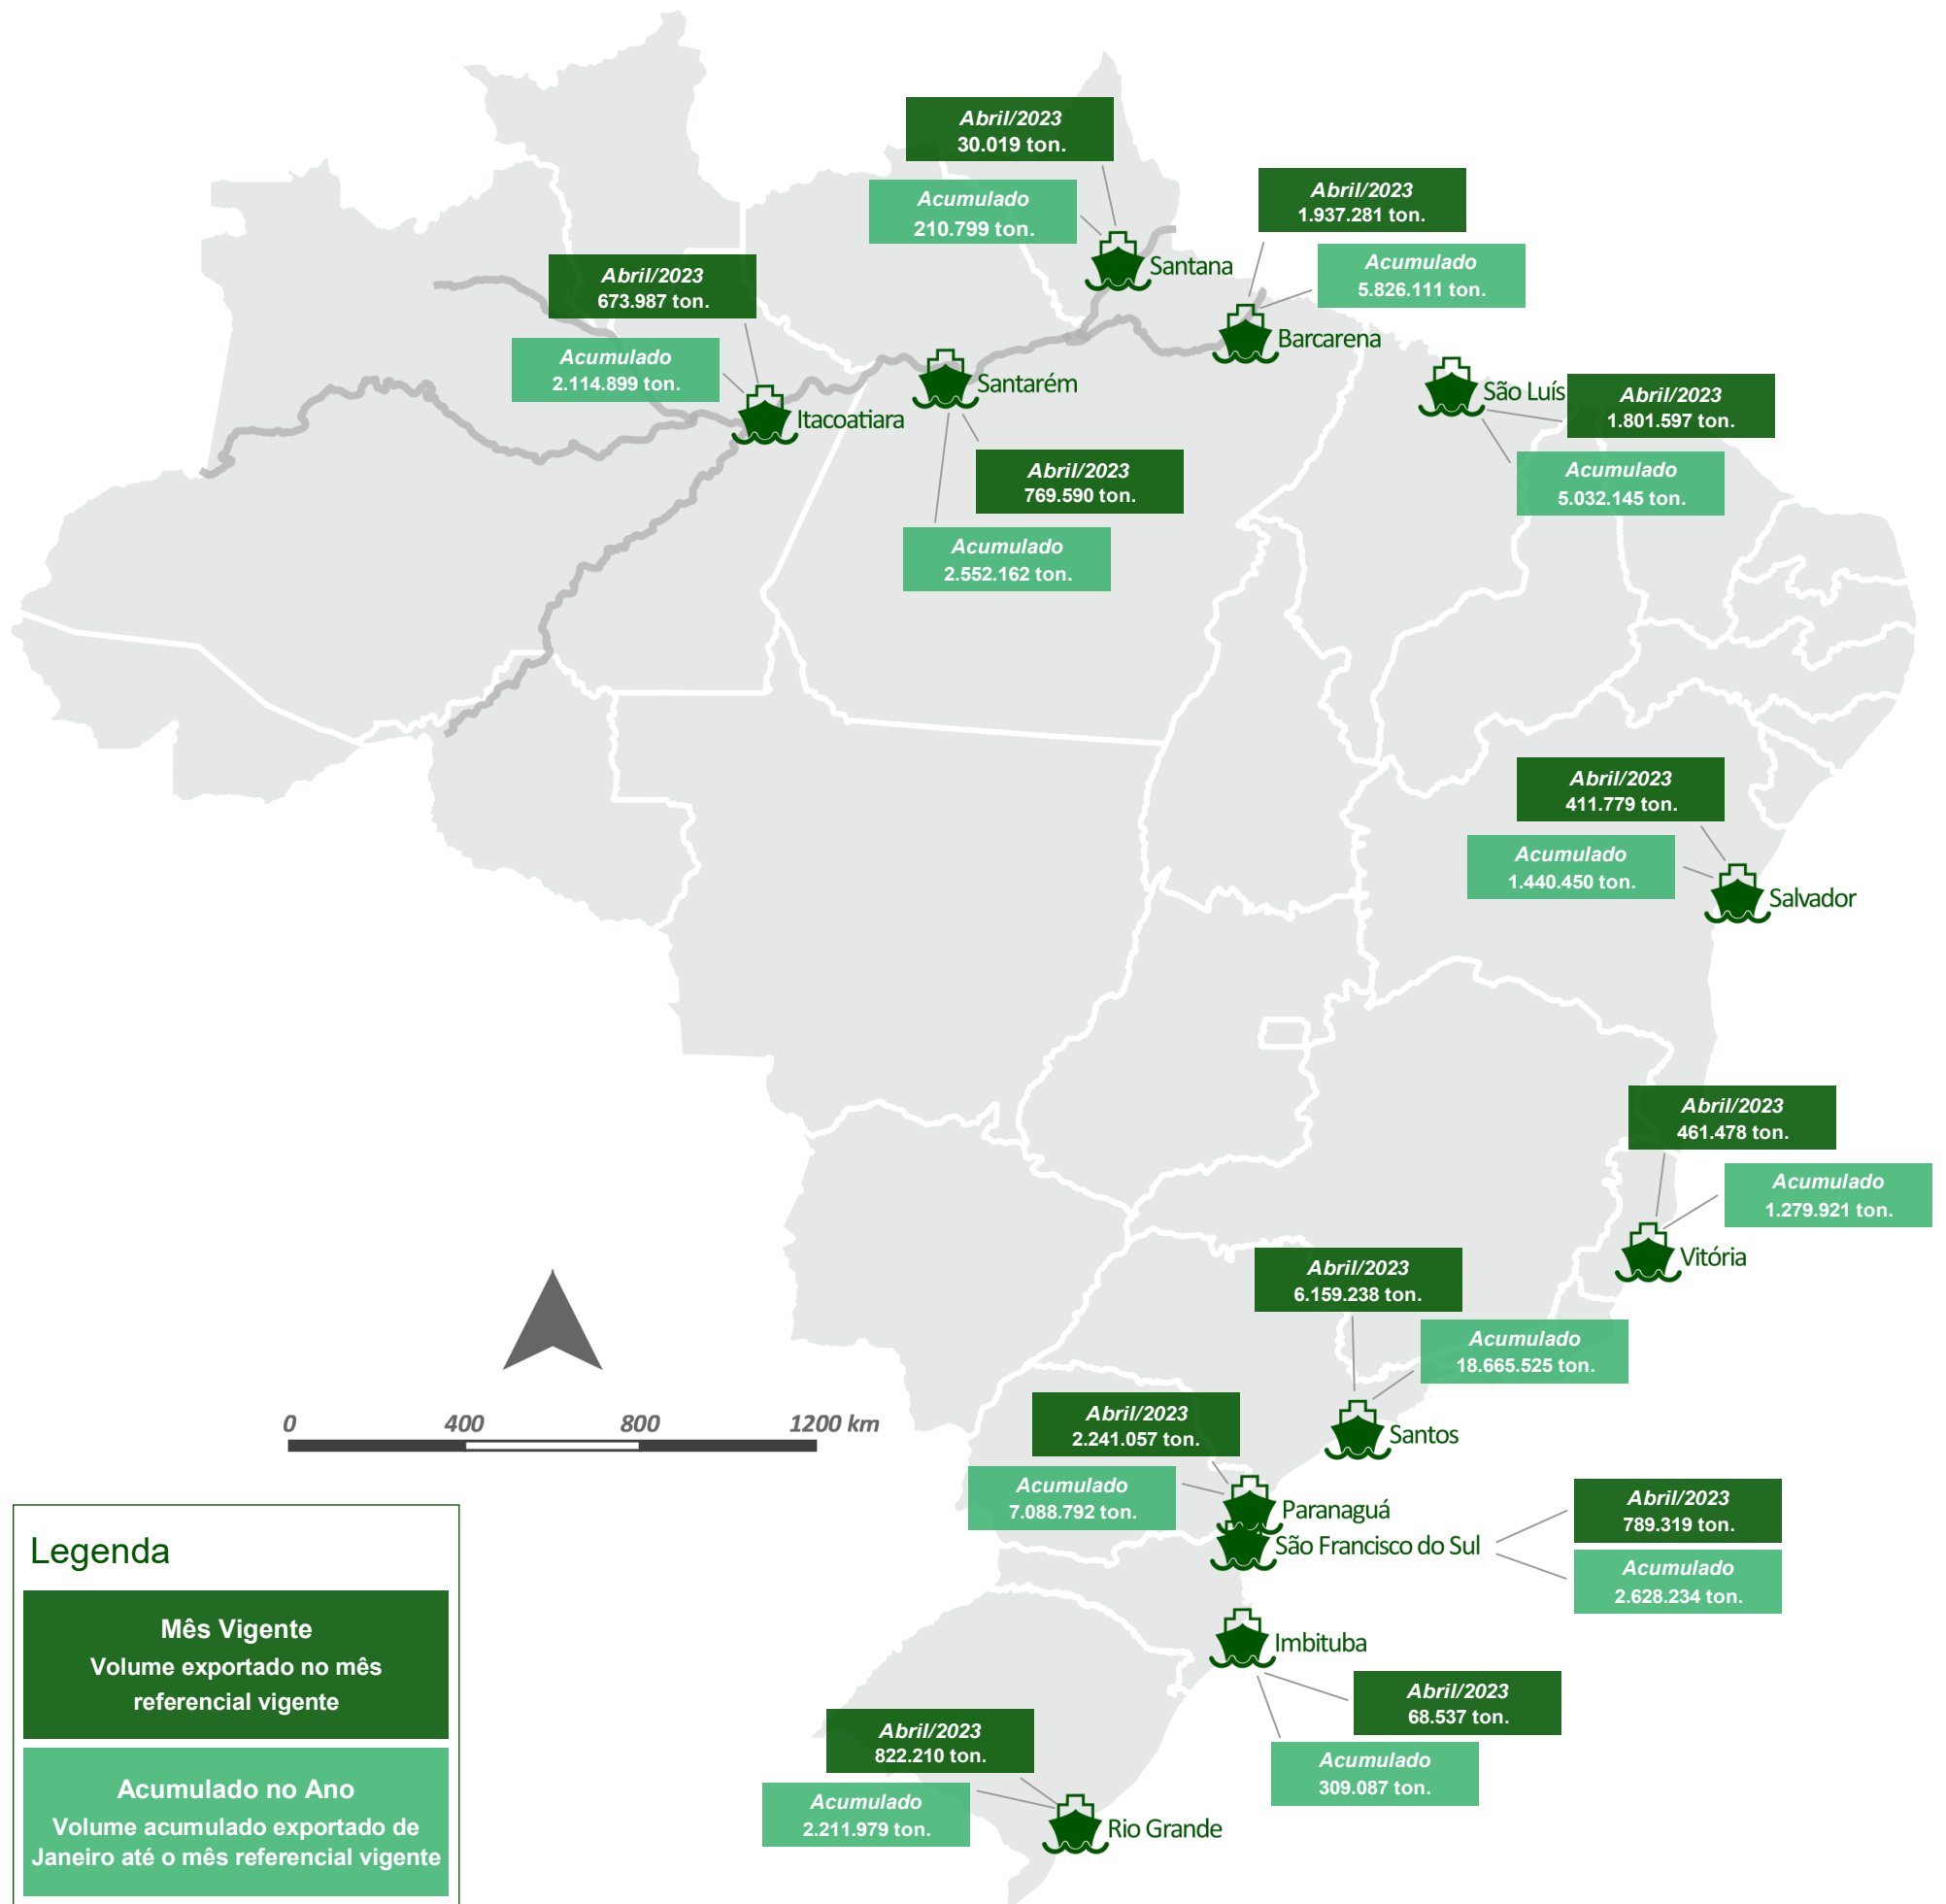 Abril/2023
30.019 ton.
Acumulado
210.799 ton.
Santana
Abril/2023
1.937.281 ton.
Acumulado
5.826.111 ton.
Barcarena
Abril/2023
673.987 ton.
Acumulado
2.114.899 ton.
Itacoatiara
Santarém
Abril/2023
769.590 ton.
Acumulado
2.552.162 ton.
São Luís
Abril/2023
1.801.597 ton.
Acumulado
5.032.145 ton.
Abril/2023
411.779 ton.
Acumulado
1.440.450 ton.
Salvador
Abril/2023
461.478 ton.
Acumulado
1.279.921 ton.
Vitória
Abril/2023
6.159.238 ton.
Acumulado
18.665.525 ton.
Santos
Abril/2023
2.241.057 ton.
Acumulado
7.088.792 ton.
Paranaguá
São Francisco do Sul
Abril/2023
789.319 ton.
Acumulado
2.628.234 ton.
Imbituba
Abril/2023
68.537 ton.
Acumulado
309.087 ton.
Abril/2023
822.210 ton.
Acumulado
2.211.979 ton.
Rio Grande
0 400 800 1200 km
Legenda
Mês Vigente
Volume exportado no mês
referencial vigente
Acumulado no Ano
Volume acumulado exportado de
Janeiro até o mês referencial vigente